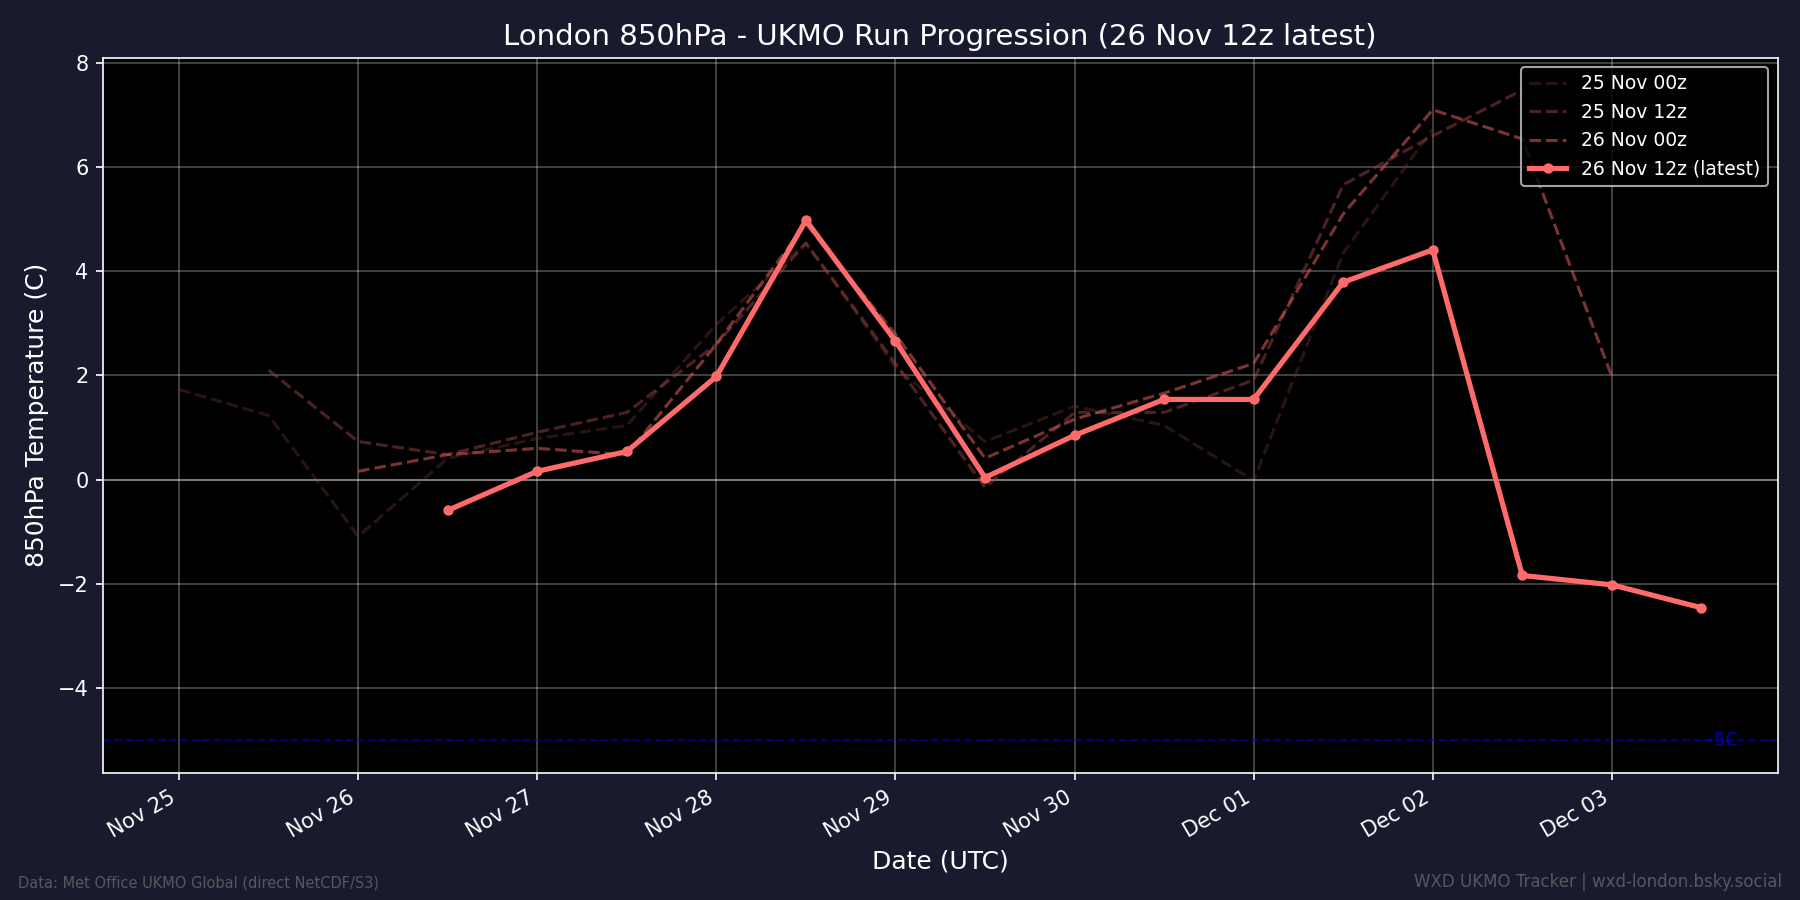 London 850hPa - UKMO Run Progression (26 Nov 12z latest)
25 Nov 00z
25 Nov 12z
26 Nov 00z
26 Nov 12z (latest)
850hPa Temperature (C)
8
6
4
2
0
−2
−4
-5C
Nov 25
Nov 26
Nov 27
Nov 28
Nov 29
Nov 30
Dec 01
Dec 02
Dec 03
Date (UTC)
Data: Met Office UKMO Global (direct NetCDF/S3)
WXD UKMO Tracker | wxd-london.bsky.social